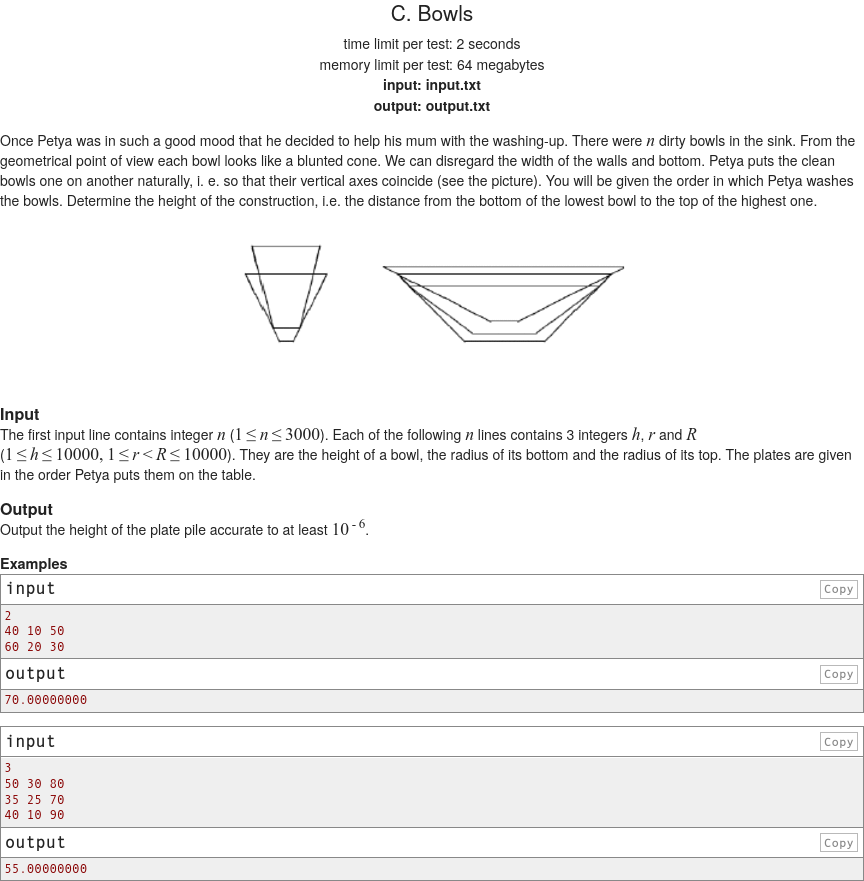 C. Bowls
time limit per test: 2 seconds
memory limit per test: 64 megabytes
input: input.txt
output: output.txt
Once Petya was in such a good mood that he decided to help his mum with the washing-up. There were n dirty bowls in the sink. From the
geometrical point of view each bowl looks like a blunted cone. We can disregard the width of the walls and bottom. Petya puts the clean
bowls one on another naturally, i. e. so that their vertical axes coincide (see the picture). You will be given the order in which Petya washes
the bowls. Determine the height of the construction, i.e. the distance from the bottom of the lowest bowl to the top of the highest one.
Input
The first input line contains integer n (1 ≤ n ≤ 3000). Each of the following n lines contains 3 integers h, r and R
(1 ≤ h ≤ 10000, 1 ≤ r < R ≤ 10000). They are the height of a bowl, the radius of its bottom and the radius of its top. The plates are given
in the order Petya puts them on the table.
Output
Output the height of the plate pile accurate to at least 10^{-6}.
Examples
input Copy
2
40 10 50
60 20 30
output Copy
70.00000000
input Copy
3
50 30 80
35 25 70
40 10 90
output Copy
55.00000000